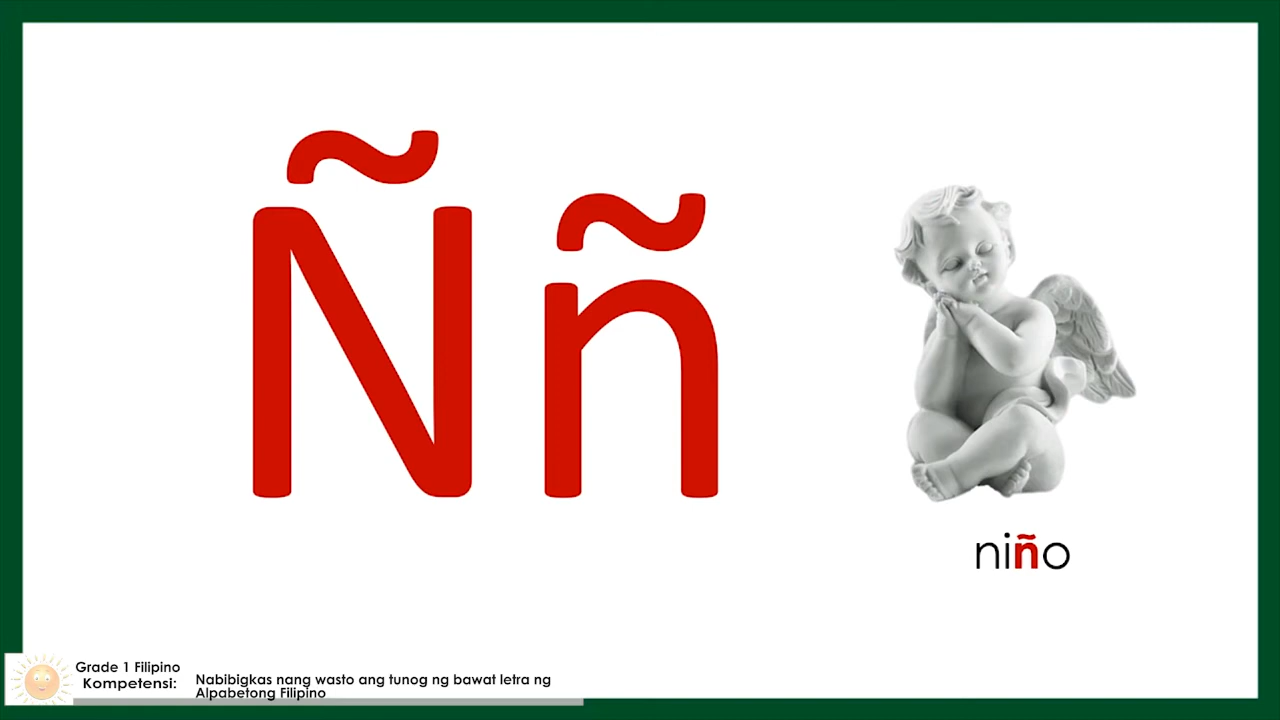 Ññ
niño
Grade 1 Filipino
Kompetensi:
Nabibigkas nang wasto ang tunog ng bawat letra ng
Alpabetong Filipino